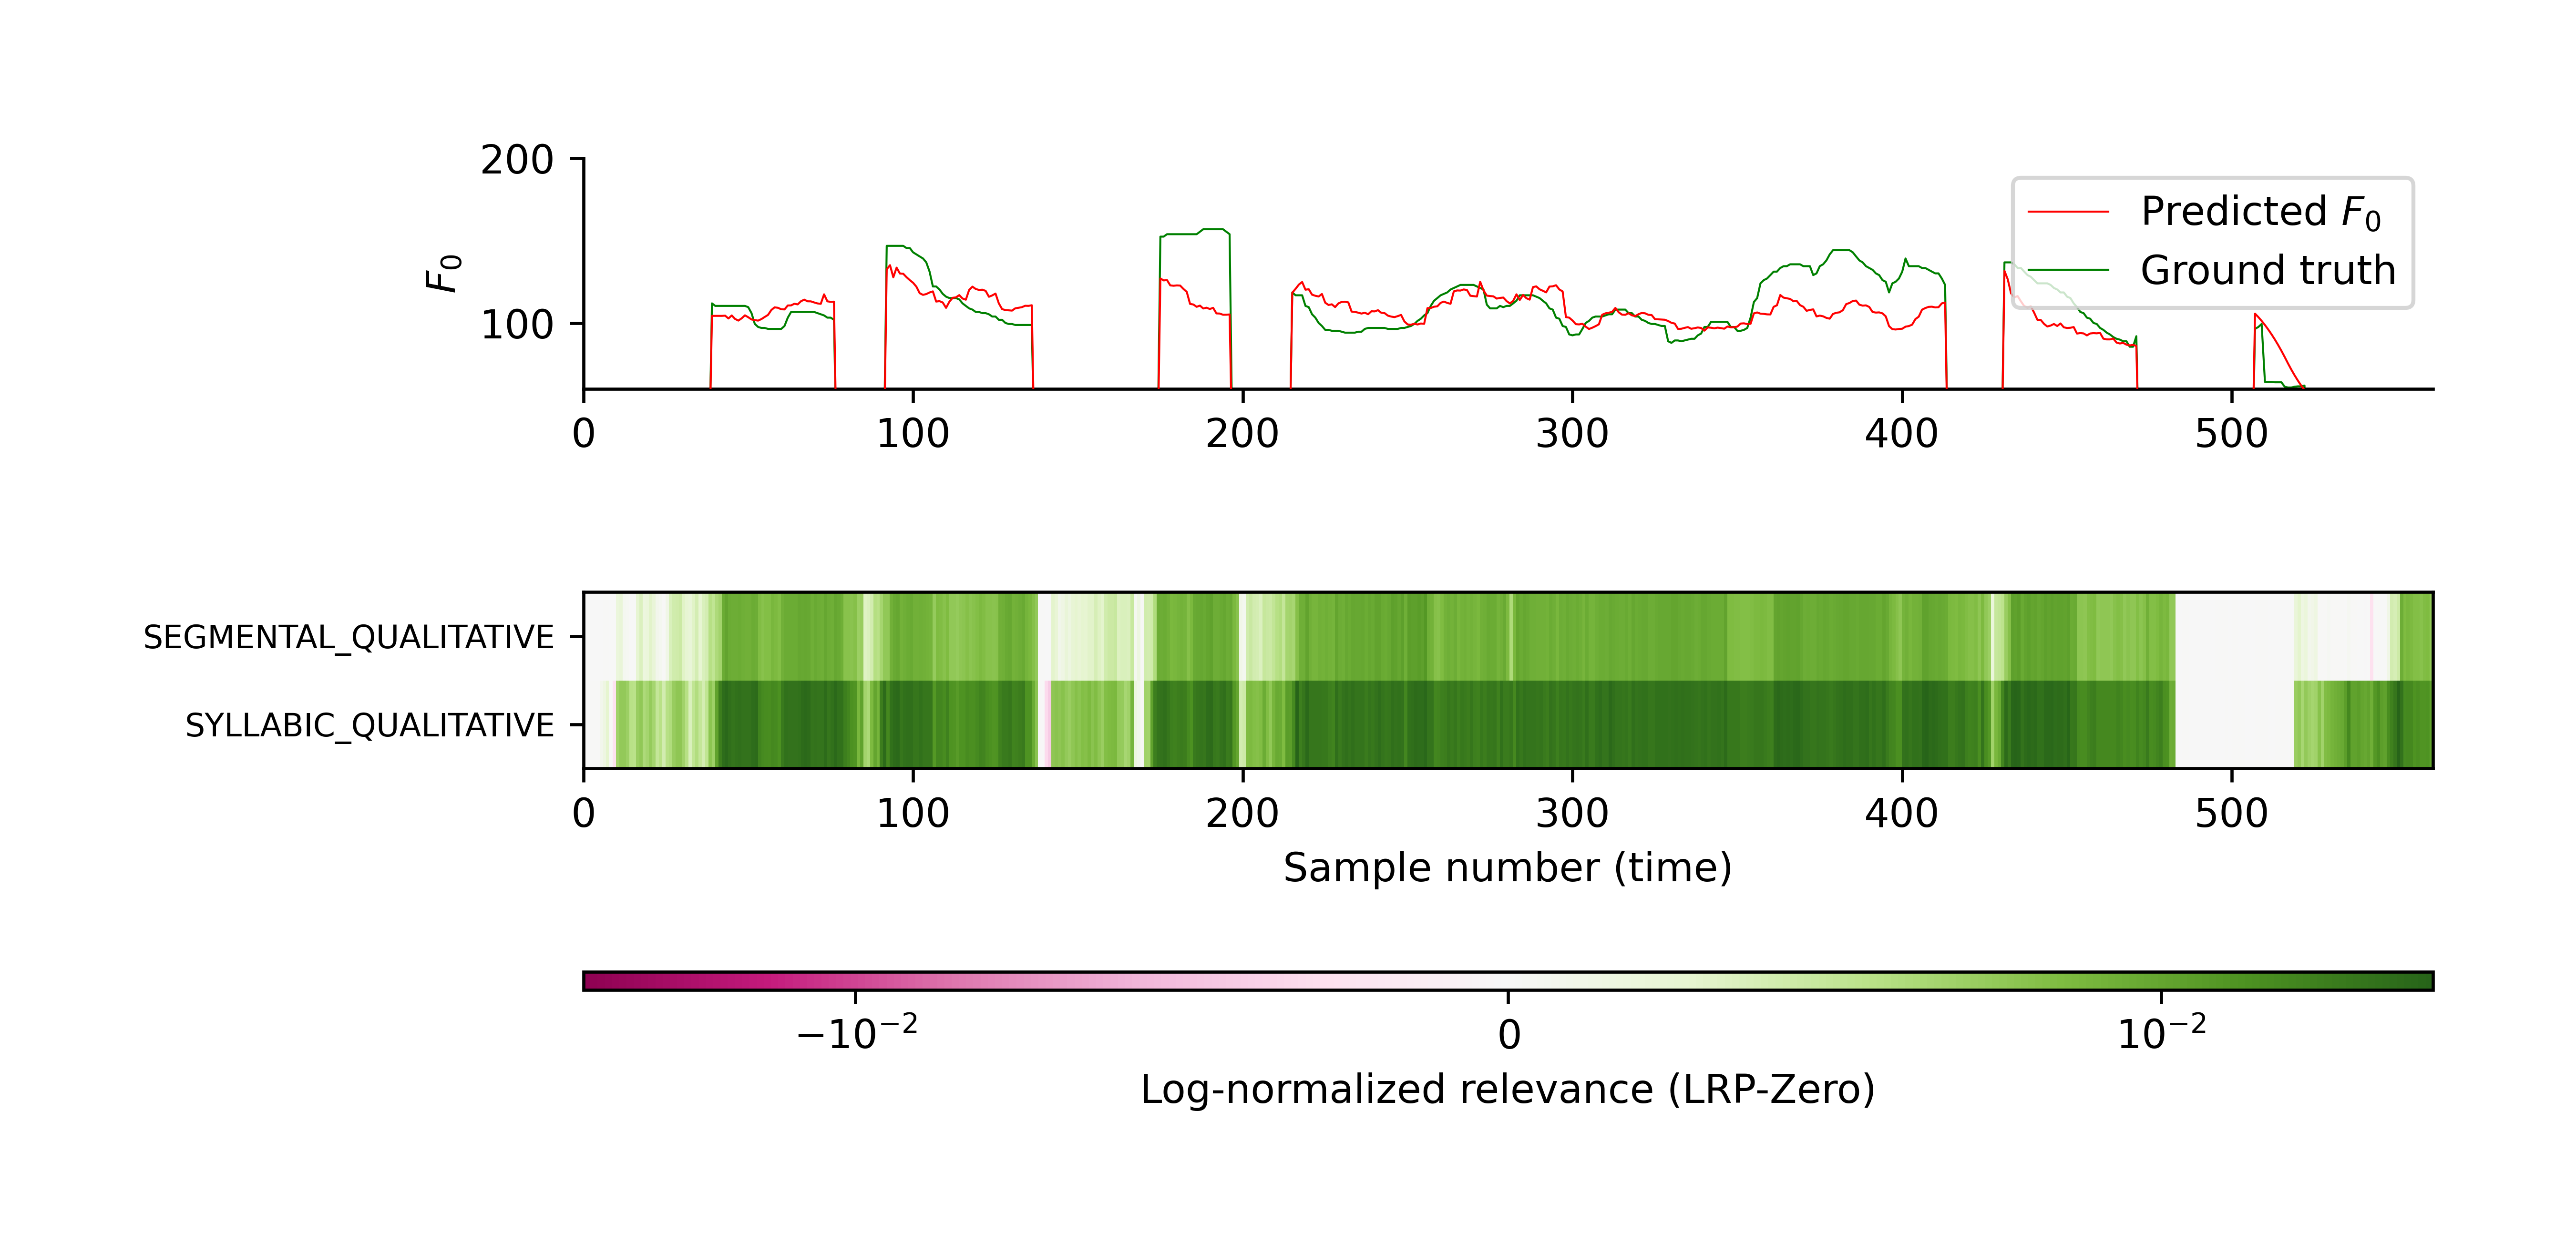 200
100
F0
Predicted F0
Ground truth
0 100 200 300 400 500
SEGMENTAL_QUALITATIVE
SYLLABIC_QUALITATIVE
0 100 200 300 400 500
Sample number (time)
−10−2 0 10−2
Log-normalized relevance (LRP-Zero)